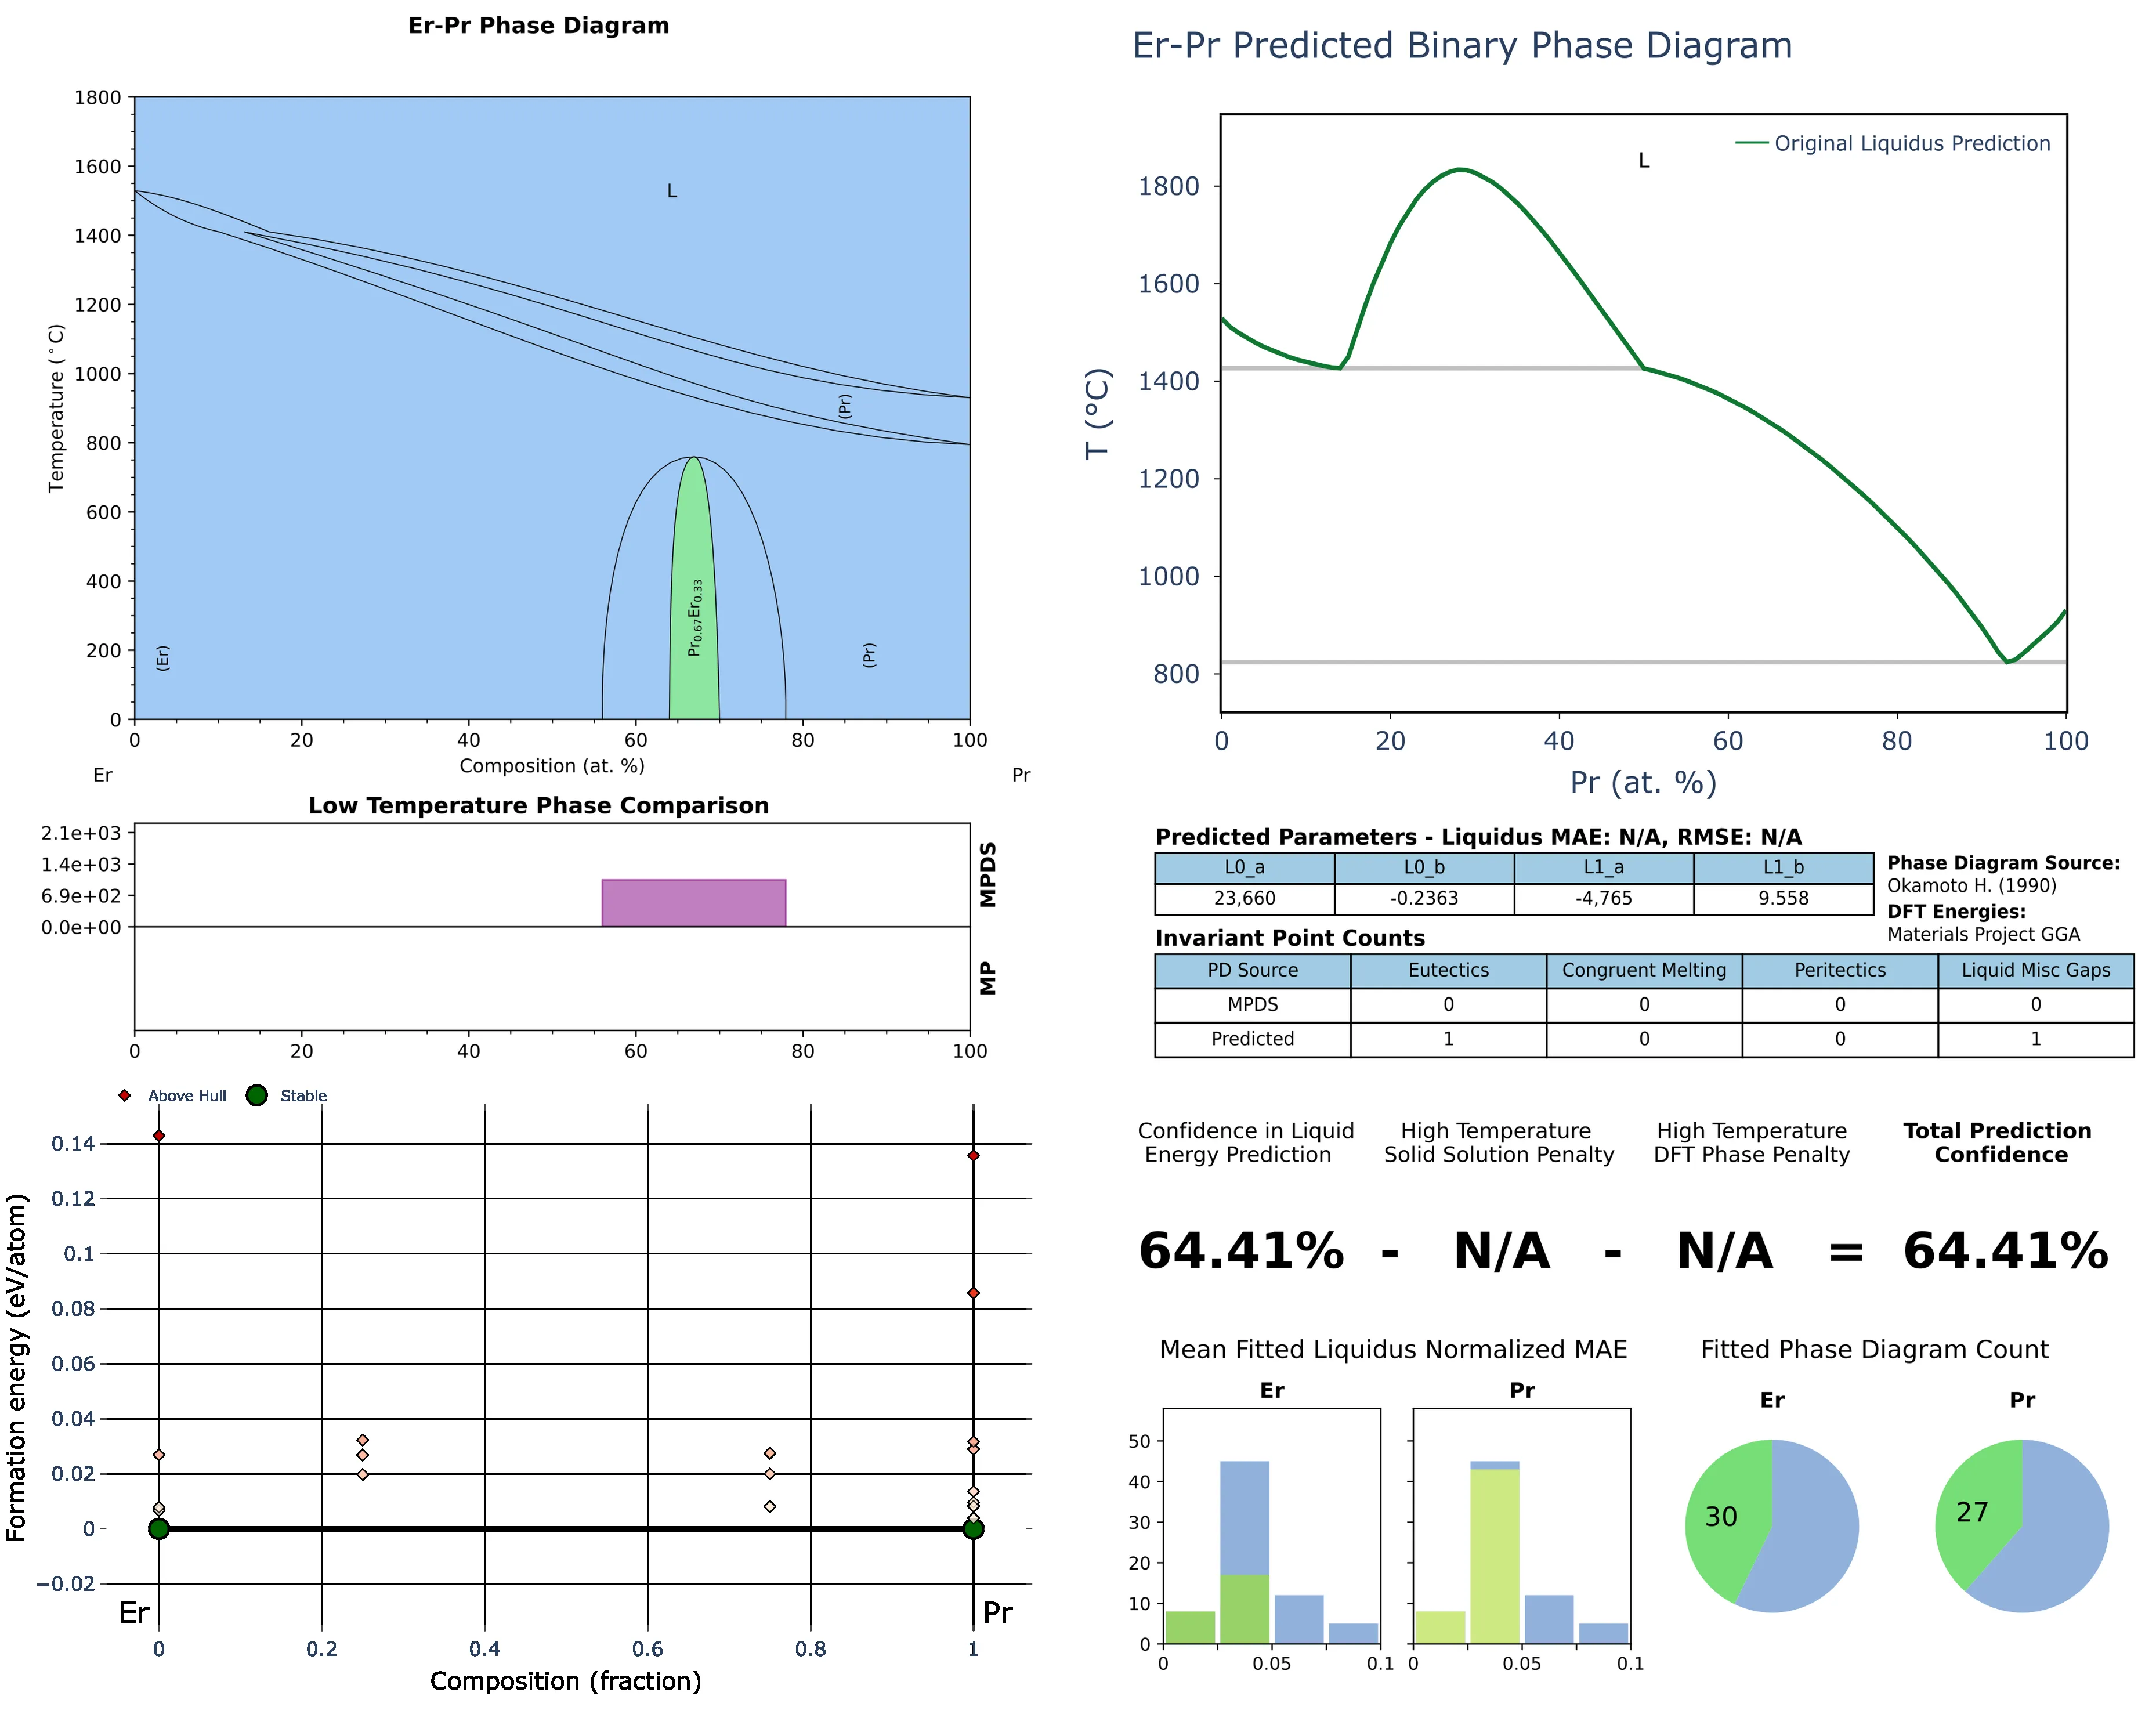 Er-Pr Phase Diagram
1800
1600
1400
1200
1000
800
600
400
200
0
Temperature (°C)
L
(Pr)
(Er)
Pr0.67Er0.33
(Pr)
0 20 40 60 80 100
Er Composition (at. %) Pr
Low Temperature Phase Comparison
2.1e+03
1.4e+03
6.9e+02
0.0e+00
MPDS
MP
0 20 40 60 80 100
Above Hull Stable
0.14
0.12
0.1
0.08
0.06
0.04
0.02
0
−0.02
Formation energy (eV/atom)
Er Pr
0 0.2 0.4 0.6 0.8 1
Composition (fraction)
Er-Pr Predicted Binary Phase Diagram
L
Original Liquidus Prediction
1800
1600
1400
1200
1000
800
T (°C)
0 20 40 60 80 100
Pr (at. %)
Predicted Parameters - Liquidus MAE: N/A, RMSE: N/A
L0_a L0_b L1_a L1_b
23,660 -0.2363 -4,765 9.558
Phase Diagram Source:
Okamoto H. (1990)
DFT Energies:
Materials Project GGA
Invariant Point Counts
PD Source Eutectics Congruent Melting Peritectics Liquid Misc Gaps
MPDS 0 0 0 0
Predicted 1 0 0 1
Confidence in Liquid
Energy Prediction
High Temperature
Solid Solution Penalty
High Temperature
DFT Phase Penalty
Total Prediction
Confidence
64.41% - N/A - N/A = 64.41%
Mean Fitted Liquidus Normalized MAE
Er Pr
50
40
30
20
10
0
0 0.05 0.1 0 0.05 0.1
Fitted Phase Diagram Count
Er Pr
30 27